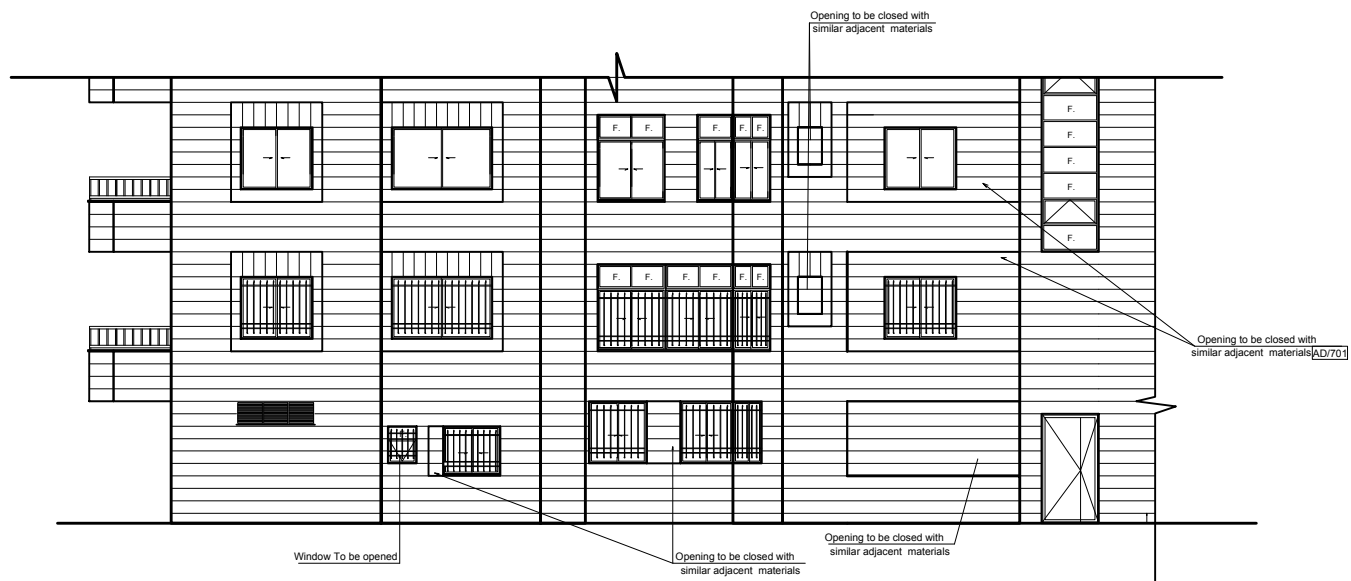 Opening to be closed with
similar adjacent materials
F.
F. F. F. F. F.
F.
F.
F.
F.
F. F. F. F. F. F.
Opening to be closed with
similar adjacent materials AD/701
Window To be opened
Opening to be closed with
similar adjacent materials
Opening to be closed with
similar adjacent materials